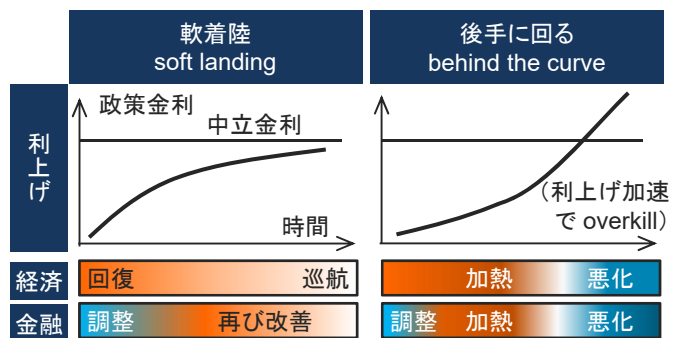 軟着陸
soft landing
後手に回る
behind the curve
利上げ
政策金利
中立金利
時間
（利上げ加速
で overkill）
経済
回復
巡航
加熱
悪化
金融
調整
再び改善
調整
加熱
悪化